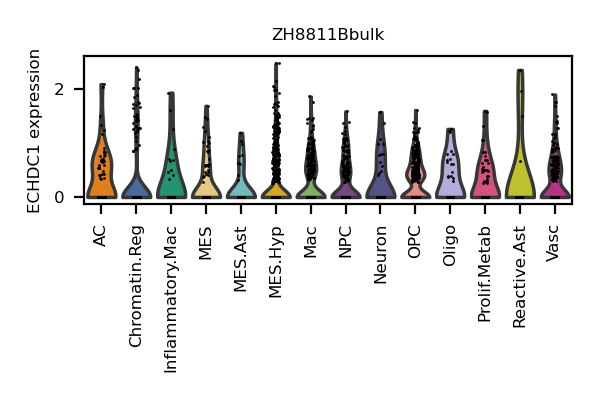 ZH8811Bbulk
ECHDC1 expression
2
0
AC
Chromatin.Reg
Inflammatory.Mac
MES
MES.Ast
MES.Hyp
Mac
NPC
Neuron
OPC
Oligo
Prolif.Metab
Reactive.Ast
Vasc